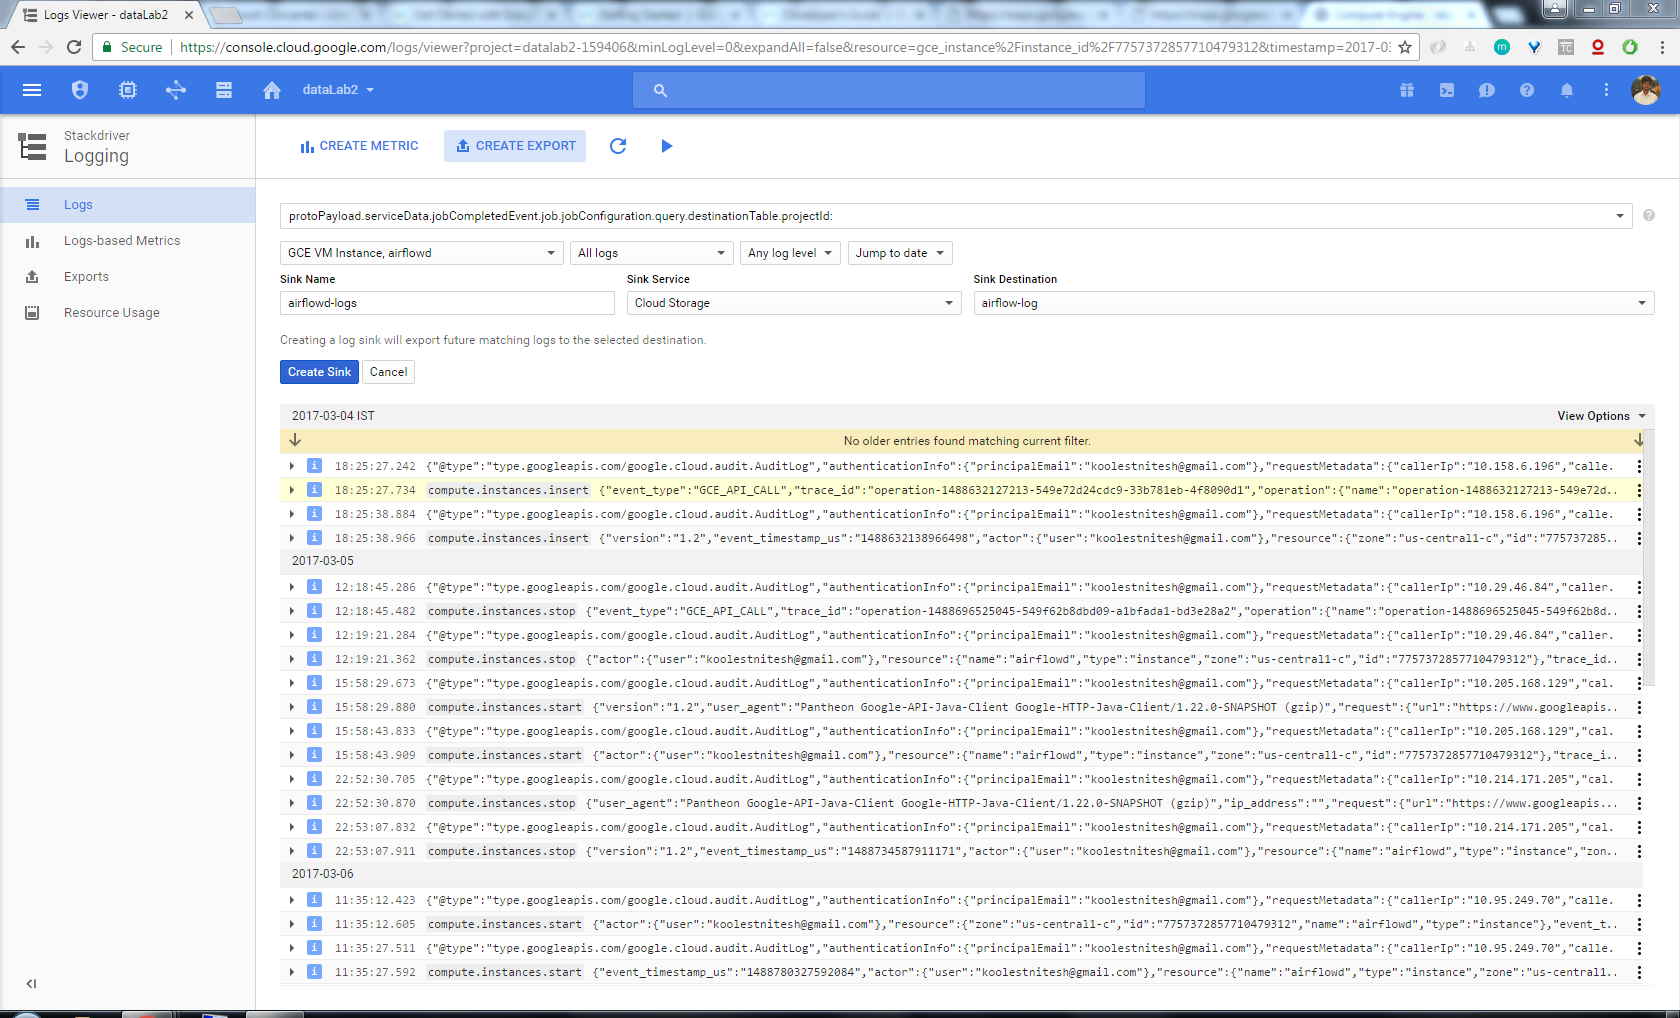 Logs Viewer - dataLab2
Secure https://console.cloud.google.com/logs/viewer?project=datalab2-159406&minLogLevel=0&expandAll=false&resource=gce_instance%2Finstance_id%2F7757372857710479312&timestamp=2017-03
dataLab2
Stackdriver
Logging
CREATE METRIC CREATE EXPORT
Logs
Logs-based Metrics
Exports
Resource Usage
protoPayload.serviceData.jobCompletedEvent.job.jobConfiguration.query.destinationTable.projectId:
GCE VM Instance, airflowd All logs Any log level Jump to date
Sink Name Sink Service Sink Destination
airflowd-logs Cloud Storage airflow-log
Creating a log sink will export future matching logs to the selected destination.
Create Sink Cancel
2017-03-04 IST View Options
No older entries found matching current filter.
18:25:27.242 {"@type":"type.googleapis.com/google.cloud.audit.AuditLog","authenticationInfo":{"principalEmail":"koolestnitesh@gmail.com"},"requestMetadata":{"callerIp":"10.158.6.196","calle.
18:25:27.734 compute.instances.insert {"event_type":"GCE_API_CALL","trace_id":"operation-1488632127213-549e72d24cdc9-33b781eb-4f8090d1","operation":{"name":"operation-1488632127213-549e72d..
18:25:38.884 {"@type":"type.googleapis.com/google.cloud.audit.AuditLog","authenticationInfo":{"principalEmail":"koolestnitesh@gmail.com"},"requestMetadata":{"callerIp":"10.158.6.196","calle.
18:25:38.966 compute.instances.insert {"version":"1.2","event_timestamp_us":"1488632138966498","actor":{"user":"koolestnitesh@gmail.com"},"resource":{"zone":"us-central1-c","id":"775737285..
2017-03-05
12:18:45.286 {"@type":"type.googleapis.com/google.cloud.audit.AuditLog","authenticationInfo":{"principalEmail":"koolestnitesh@gmail.com"},"requestMetadata":{"callerIp":"10.29.46.84","caller.
12:18:45.482 compute.instances.stop {"event_type":"GCE_API_CALL","trace_id":"operation-1488696525045-549f62b8dbd09-a1bfada1-bd3e28a2","operation":{"name":"operation-1488696525045-549f62b8d..
12:19:21.284 {"@type":"type.googleapis.com/google.cloud.audit.AuditLog","authenticationInfo":{"principalEmail":"koolestnitesh@gmail.com"},"requestMetadata":{"callerIp":"10.29.46.84","caller.
12:19:21.362 compute.instances.stop {"actor":{"user":"koolestnitesh@gmail.com"},"resource":{"name":"airflowd","type":"instance","zone":"us-central1-c","id":"7757372857710479312"},"trace_id..
15:58:29.673 {"@type":"type.googleapis.com/google.cloud.audit.AuditLog","authenticationInfo":{"principalEmail":"koolestnitesh@gmail.com"},"requestMetadata":{"callerIp":"10.205.168.129","cal.
15:58:29.880 compute.instances.start {"version":"1.2","user_agent":"Pantheon Google-API-Java-Client Google-HTTP-Java-Client/1.22.0-SNAPSHOT (gzip)","request":{"url":"https://www.googleapis...
15:58:43.833 {"@type":"type.googleapis.com/google.cloud.audit.AuditLog","authenticationInfo":{"principalEmail":"koolestnitesh@gmail.com"},"requestMetadata":{"callerIp":"10.205.168.129","cal.
15:58:43.909 compute.instances.start {"actor":{"user":"koolestnitesh@gmail.com"},"resource":{"name":"airflowd","type":"instance","zone":"us-central1-c","id":"7757372857710479312"},"trace_i..
22:52:30.705 {"@type":"type.googleapis.com/google.cloud.audit.AuditLog","authenticationInfo":{"principalEmail":"koolestnitesh@gmail.com"},"requestMetadata":{"callerIp":"10.214.171.205","cal.
22:52:30.870 compute.instances.stop {"user_agent":"Pantheon Google-API-Java-Client Google-HTTP-Java-Client/1.22.0-SNAPSHOT (gzip)","ip_address":"","request":{"url":"https://www.googleapis...
22:53:07.832 {"@type":"type.googleapis.com/google.cloud.audit.AuditLog","authenticationInfo":{"principalEmail":"koolestnitesh@gmail.com"},"requestMetadata":{"callerIp":"10.214.171.205","cal.
22:53:07.911 compute.instances.stop {"version":"1.2","event_timestamp_us":"1488734587911171","actor":{"user":"koolestnitesh@gmail.com"},"resource":{"name":"airflowd","type":"instance","zon..
2017-03-06
11:35:12.423 {"@type":"type.googleapis.com/google.cloud.audit.AuditLog","authenticationInfo":{"principalEmail":"koolestnitesh@gmail.com"},"requestMetadata":{"callerIp":"10.95.249.70","calle.
11:35:12.605 compute.instances.start {"actor":{"user":"koolestnitesh@gmail.com"},"resource":{"zone":"us-central1-c","id":"7757372857710479312","name":"airflowd","type":"instance"},"event_t..
11:35:27.511 {"@type":"type.googleapis.com/google.cloud.audit.AuditLog","authenticationInfo":{"principalEmail":"koolestnitesh@gmail.com"},"requestMetadata":{"callerIp":"10.95.249.70","calle.
11:35:27.592 compute.instances.start {"event_timestamp_us":"1488780327592084","actor":{"user":"koolestnitesh@gmail.com"},"resource":{"name":"airflowd","type":"instance","zone":"us-central1..